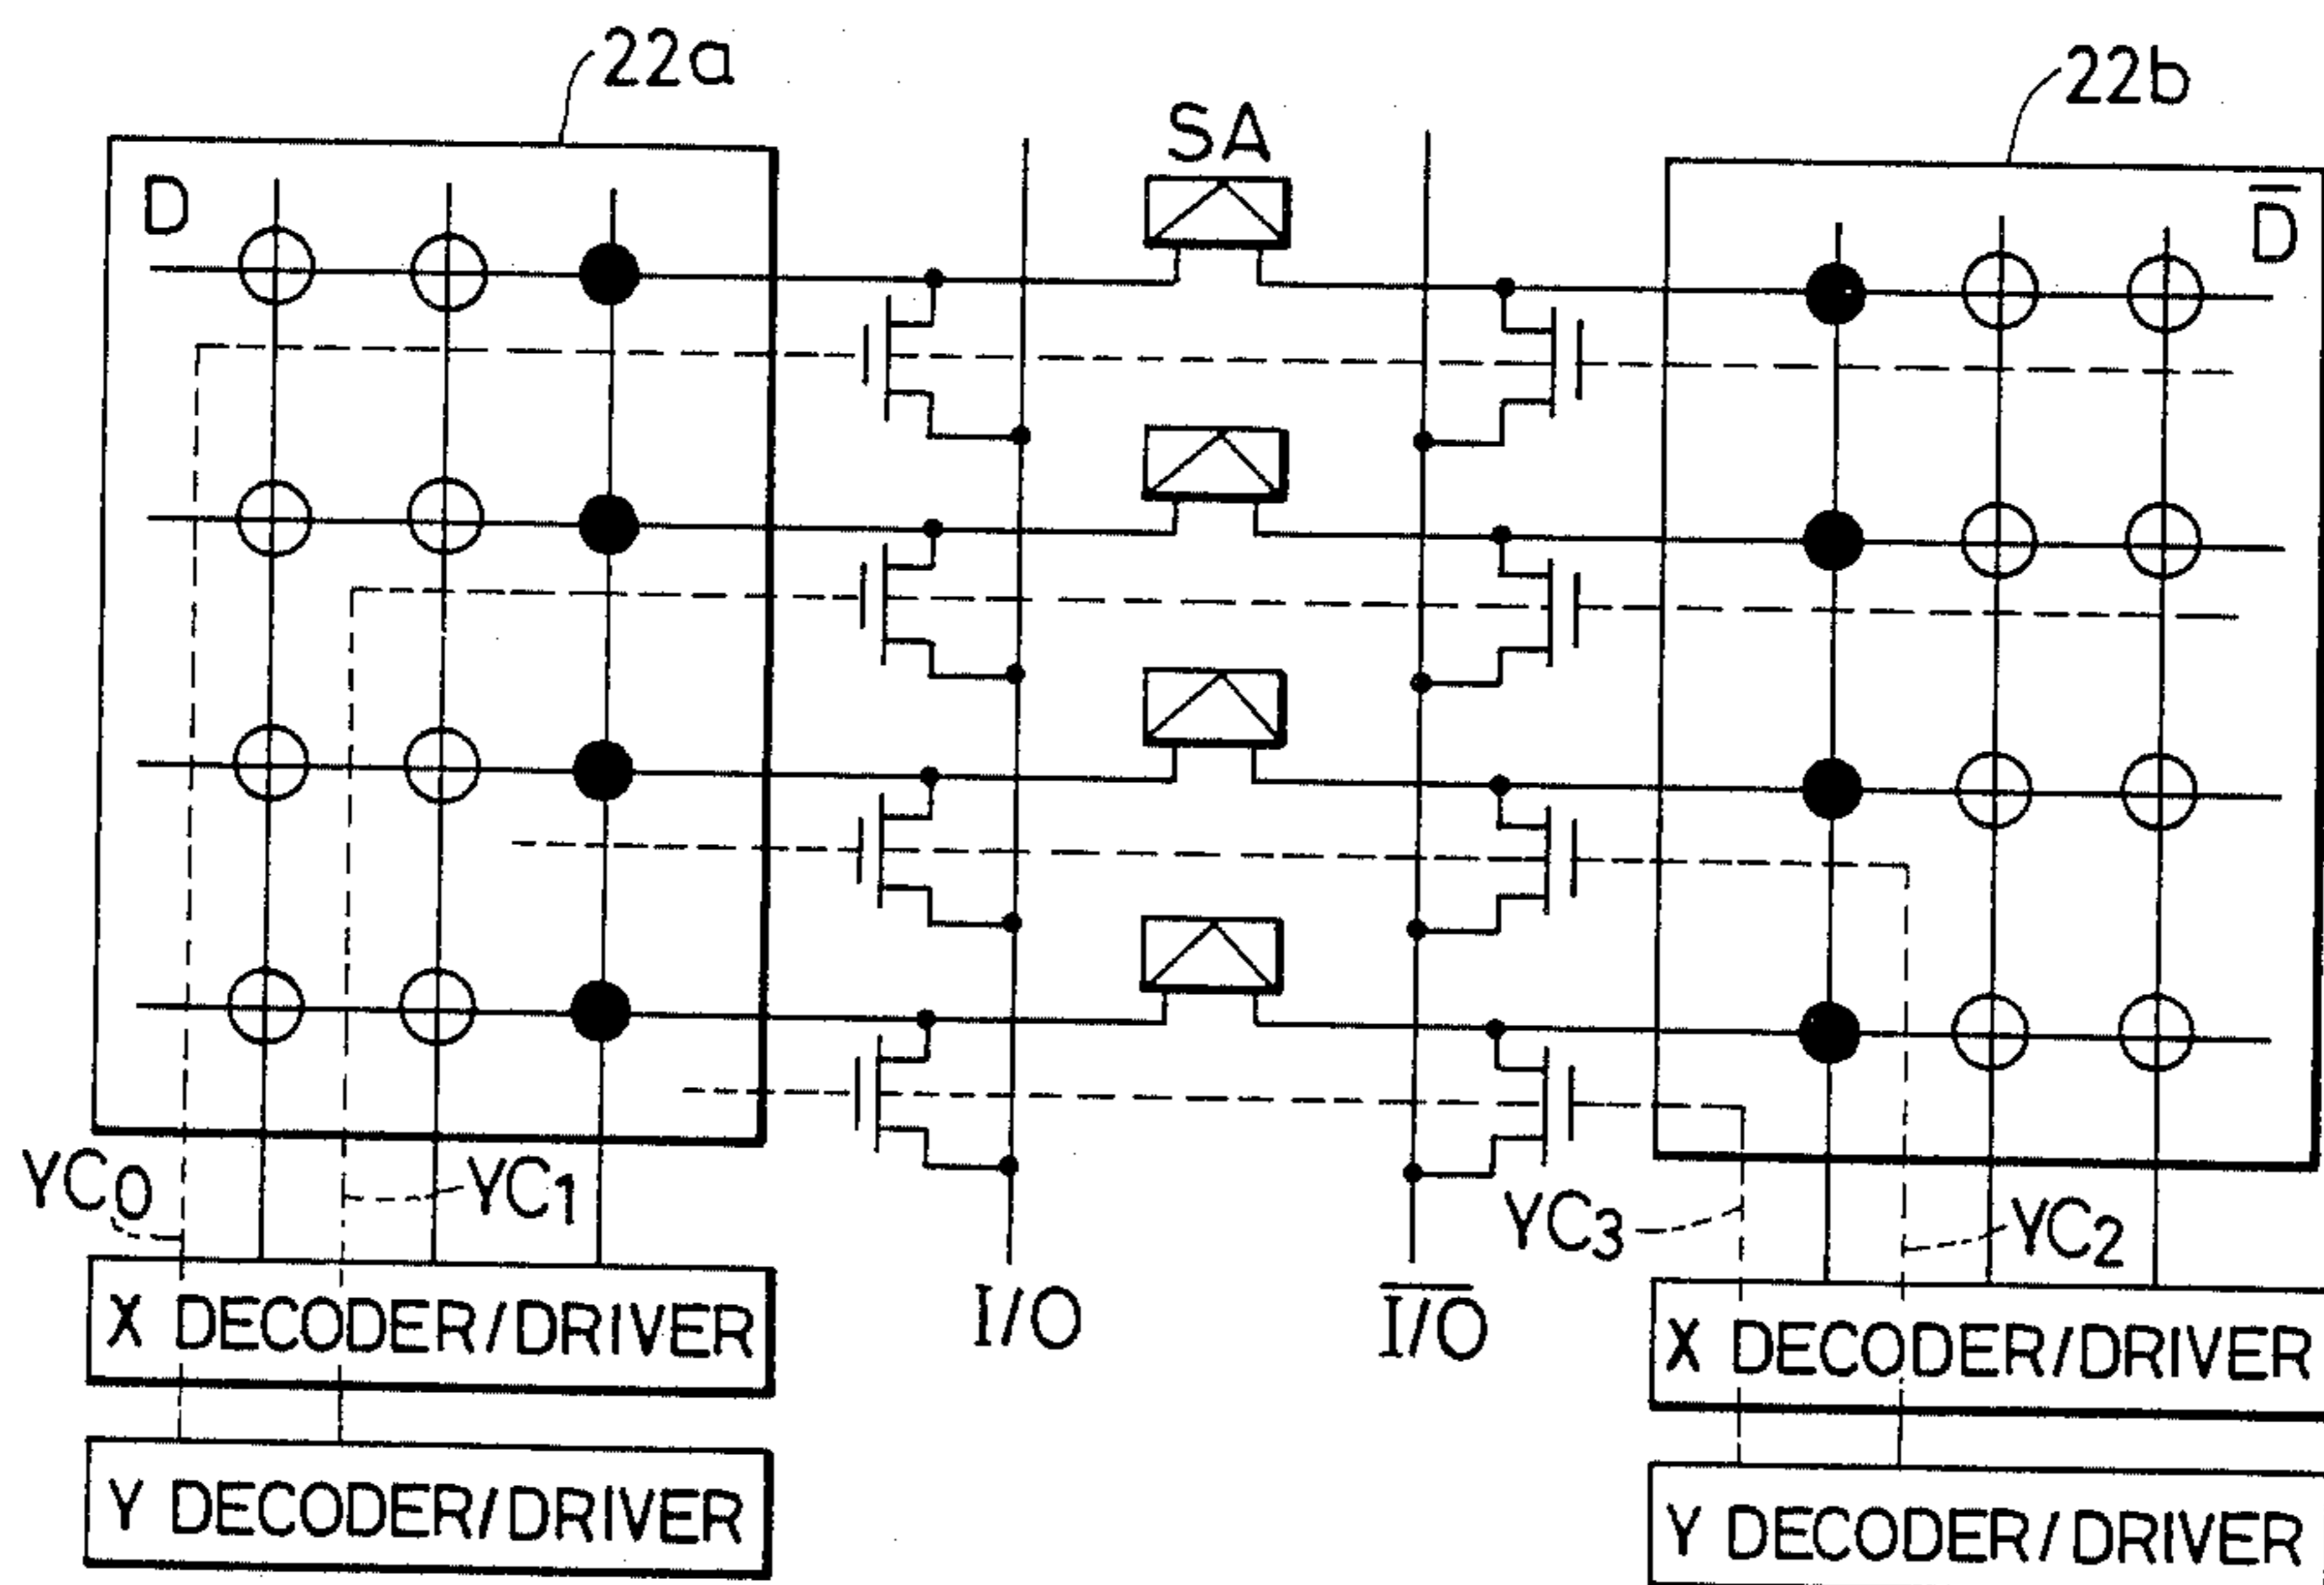 22a
22b
SA
D
D̅
YC0
YC1
YC3
YC2
I/O
I̅/̅O̅
X DECODER/DRIVER
X DECODER/DRIVER
Y DECODER/DRIVER
Y DECODER/DRIVER